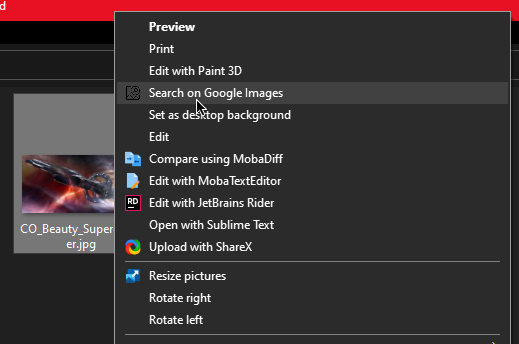 d
Preview
Print
Edit with Paint 3D
Search on Google Images
Set as desktop background
Edit
Compare using MobaDiff
Edit with MobaTextEditor
RD
Edit with JetBrains Rider
Open with Sublime Text
Upload with ShareX
Resize pictures
Rotate right
Rotate left
CO_Beauty_Super
er.jpg